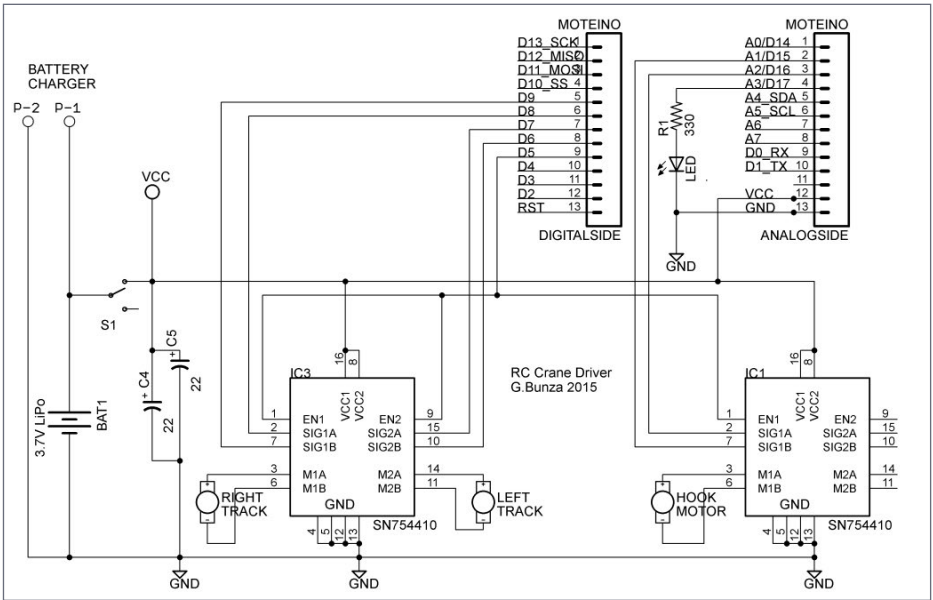 MOTEINO
D13_SCK 1
D12_MISO 2
D11_MOSI 3
D10_SS 4
D9 5
D8 6
D7 7
D6 8
D5 9
D4 10
D3 11
D2 12
RST 13
DIGITALSIDE
MOTEINO
A0/D14 1
A1/D15 2
A2/D16 3
A3/D17 4
A4_SDA 5
A5_SCL 6
A6 7
A7 8
D0_RX 9
D1_TX 10
11
VCC 12
GND 13
ANALOGSIDE
R1
330
LED
GND
BATTERY
CHARGER
P-2 P-1
VCC
S1
+ C5
22
+ C4
22
3.7V LiPo
BAT1
GND
RC Crane Driver
G.Bunza 2015
IC3
16
8
VCC1
VCC2
1 EN1 EN2 9
2 SIG1A SIG2A 15
7 SIG1B SIG2B 10
3 M1A M2A 14
6 M1B M2B 11
GND
SN754410
4
5
12
13
+
RIGHT
TRACK
-
+
LEFT
TRACK
-
GND
IC1
16
8
VCC1
VCC2
1 EN1 EN2 9
2 SIG1A SIG2A 15
7 SIG1B SIG2B 10
3 M1A M2A 14
6 M1B M2B 11
GND
SN754410
4
5
12
13
+
HOOK
MOTOR
-
GND